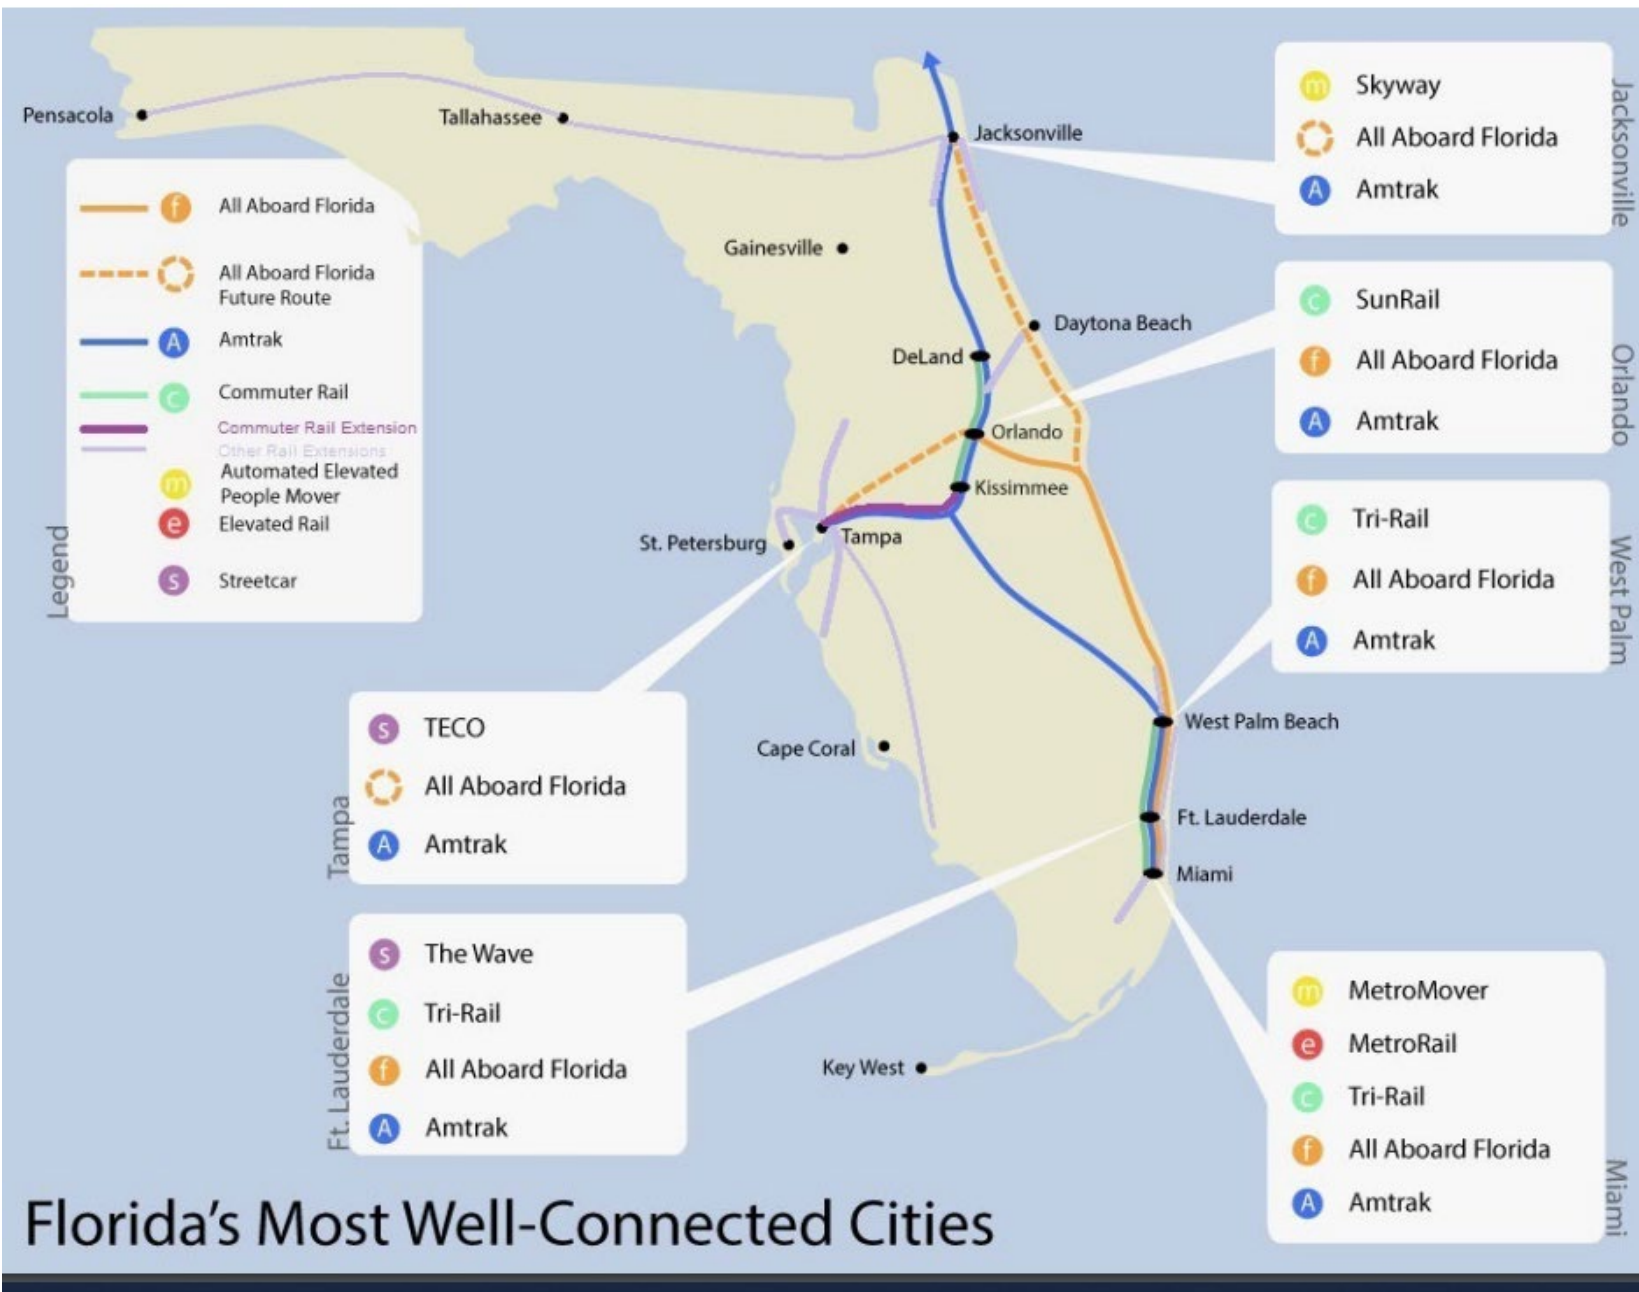 Pensacola
Tallahassee
Jacksonville
Gainesville
Daytona Beach
DeLand
Orlando
Kissimmee
Tampa
St. Petersburg
Cape Coral
West Palm Beach
Ft. Lauderdale
Miami
Key West
Legend
f All Aboard Florida
All Aboard Florida
Future Route
A Amtrak
c Commuter Rail
Commuter Rail Extension
Other Rail Extensions
m Automated Elevated
People Mover
e Elevated Rail
s Streetcar
Jacksonville
m Skyway
All Aboard Florida
A Amtrak
Orlando
c SunRail
f All Aboard Florida
A Amtrak
West Palm
c Tri-Rail
f All Aboard Florida
A Amtrak
Tampa
s TECO
All Aboard Florida
A Amtrak
Ft. Lauderdale
s The Wave
c Tri-Rail
f All Aboard Florida
A Amtrak
Miami
m MetroMover
e MetroRail
c Tri-Rail
f All Aboard Florida
A Amtrak
Florida's Most Well-Connected Cities